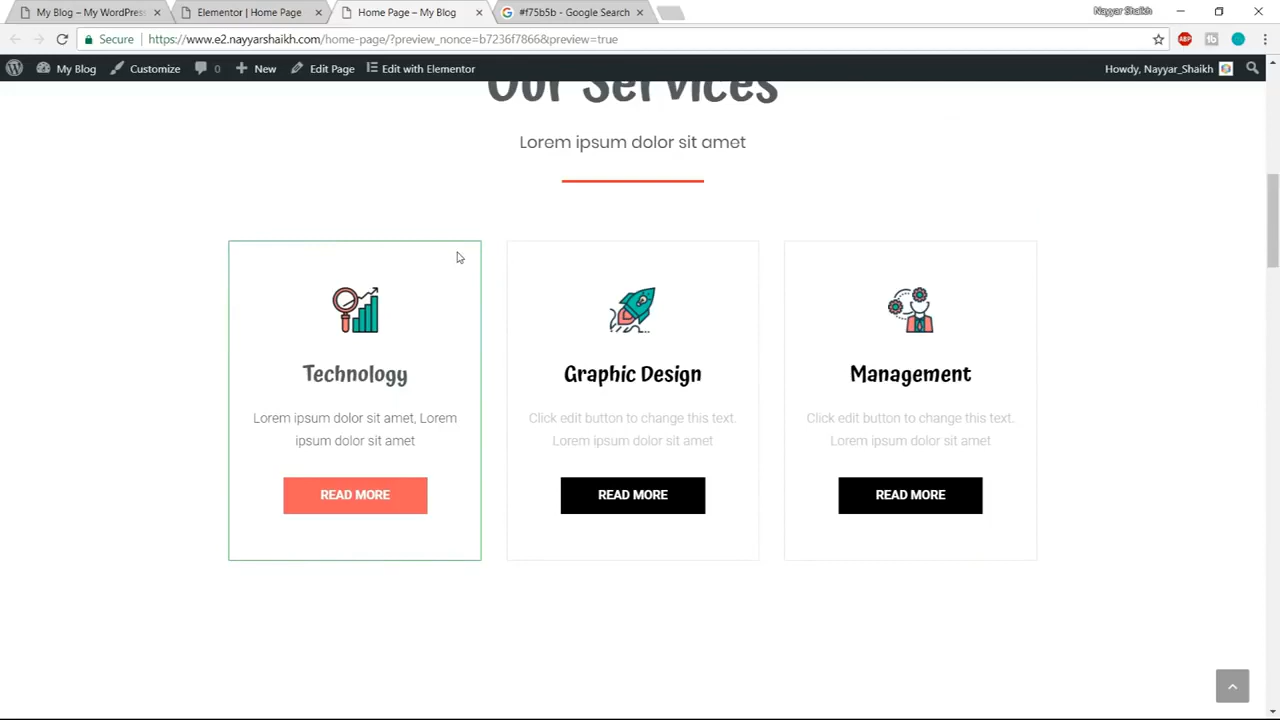 My Blog – My WordPress
Elementor | Home Page
Home Page – My Blog
#f75b5b - Google Search
Nayyar Shaikh
Secure
https://www.e2.nayyarshaikh.com/home-page/?preview_nonce=b7236f7866&preview=true
ABP
tb
My Blog
Customize
0
New
Edit Page
Edit with Elementor
Howdy, Nayyar_Shaikh
Our Services
Lorem ipsum dolor sit amet
Technology
Lorem ipsum dolor sit amet, Lorem
ipsum dolor sit amet
READ MORE
Graphic Design
Click edit button to change this text.
Lorem ipsum dolor sit amet
READ MORE
Management
Click edit button to change this text.
Lorem ipsum dolor sit amet
READ MORE